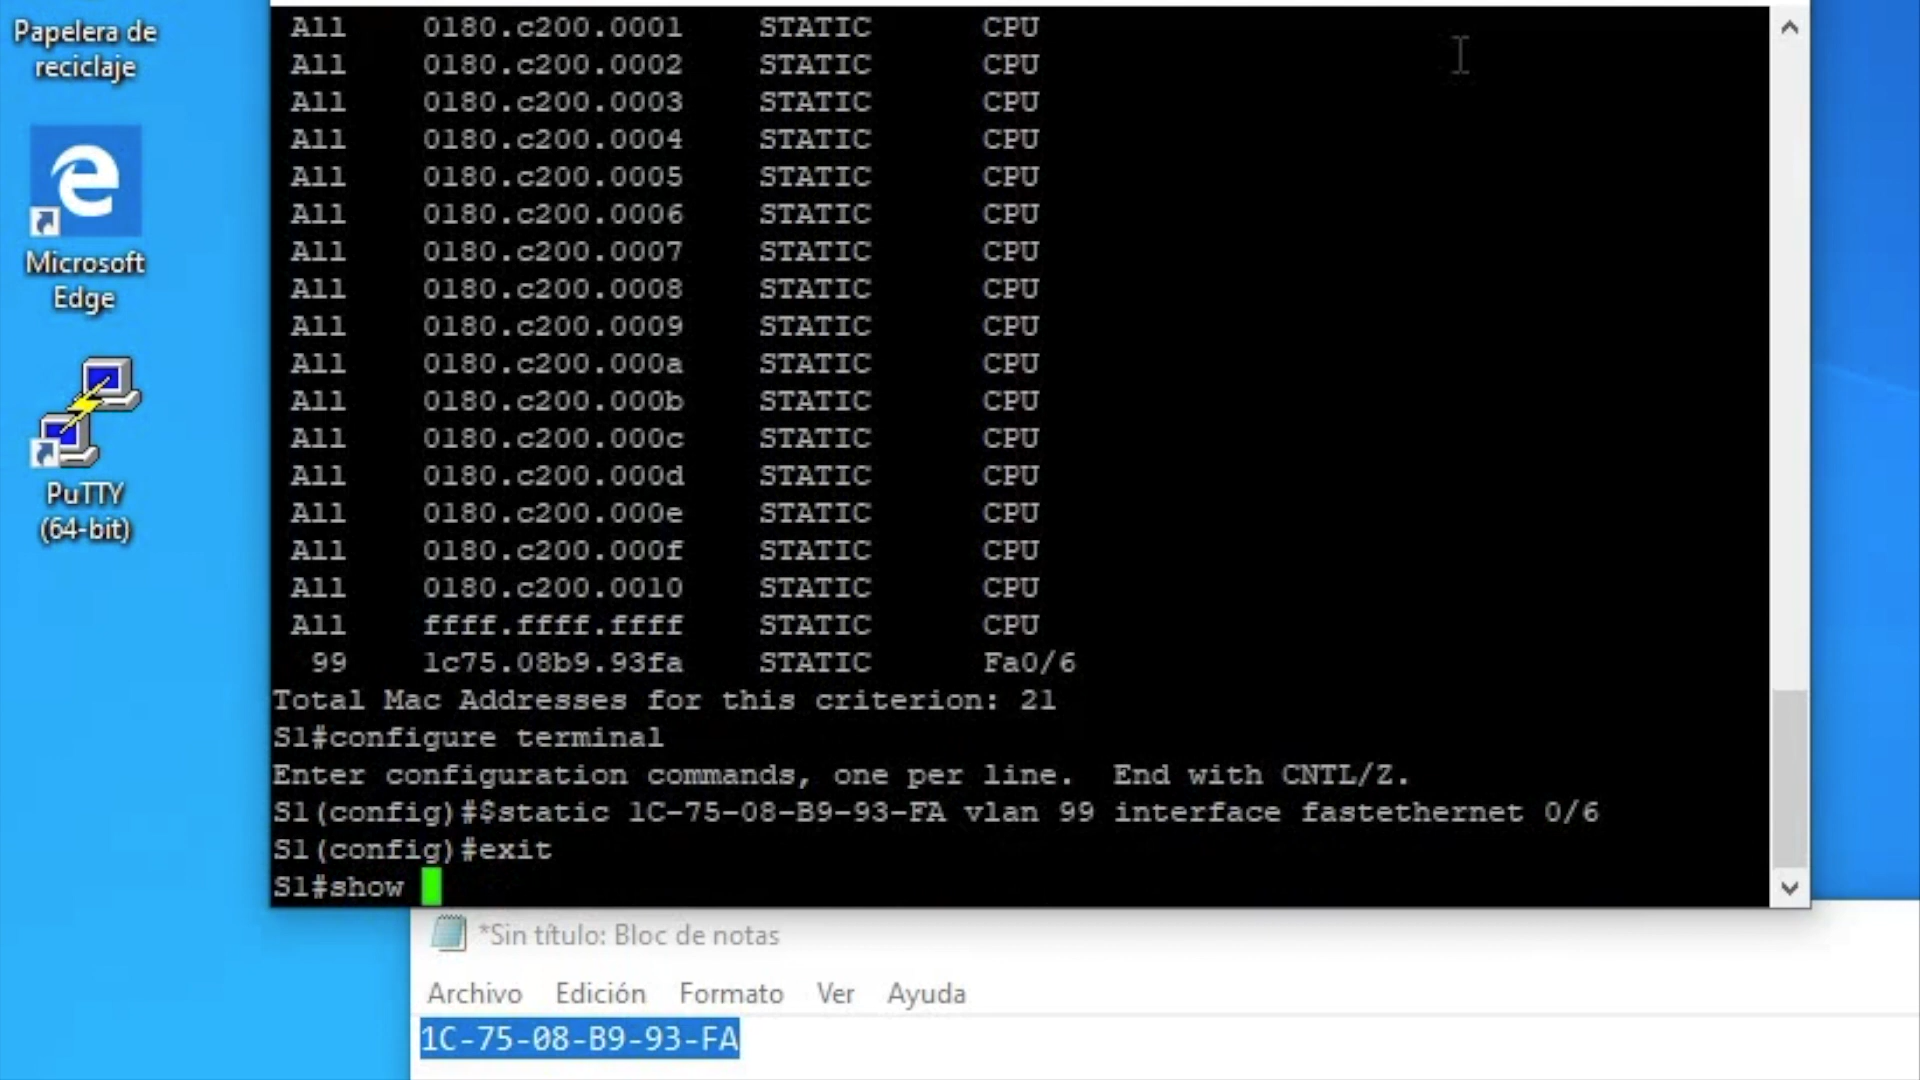 Papelera de
reciclaje
Microsoft
Edge
PuTTY
(64-bit)
All 0180.c200.0001 STATIC CPU
All 0180.c200.0002 STATIC CPU
All 0180.c200.0003 STATIC CPU
All 0180.c200.0004 STATIC CPU
All 0180.c200.0005 STATIC CPU
All 0180.c200.0006 STATIC CPU
All 0180.c200.0007 STATIC CPU
All 0180.c200.0008 STATIC CPU
All 0180.c200.0009 STATIC CPU
All 0180.c200.000a STATIC CPU
All 0180.c200.000b STATIC CPU
All 0180.c200.000c STATIC CPU
All 0180.c200.000d STATIC CPU
All 0180.c200.000e STATIC CPU
All 0180.c200.000f STATIC CPU
All 0180.c200.0010 STATIC CPU
All ffff.ffff.ffff STATIC CPU
99 1c75.08b9.93fa STATIC Fa0/6
Total Mac Addresses for this criterion: 21
S1#configure terminal
Enter configuration commands, one per line.  End with CNTL/Z.
S1(config)#$static 1C-75-08-B9-93-FA vlan 99 interface fastethernet 0/6
S1(config)#exit
S1#show
*Sin título: Bloc de notas
Archivo Edición Formato Ver Ayuda
1C-75-08-B9-93-FA